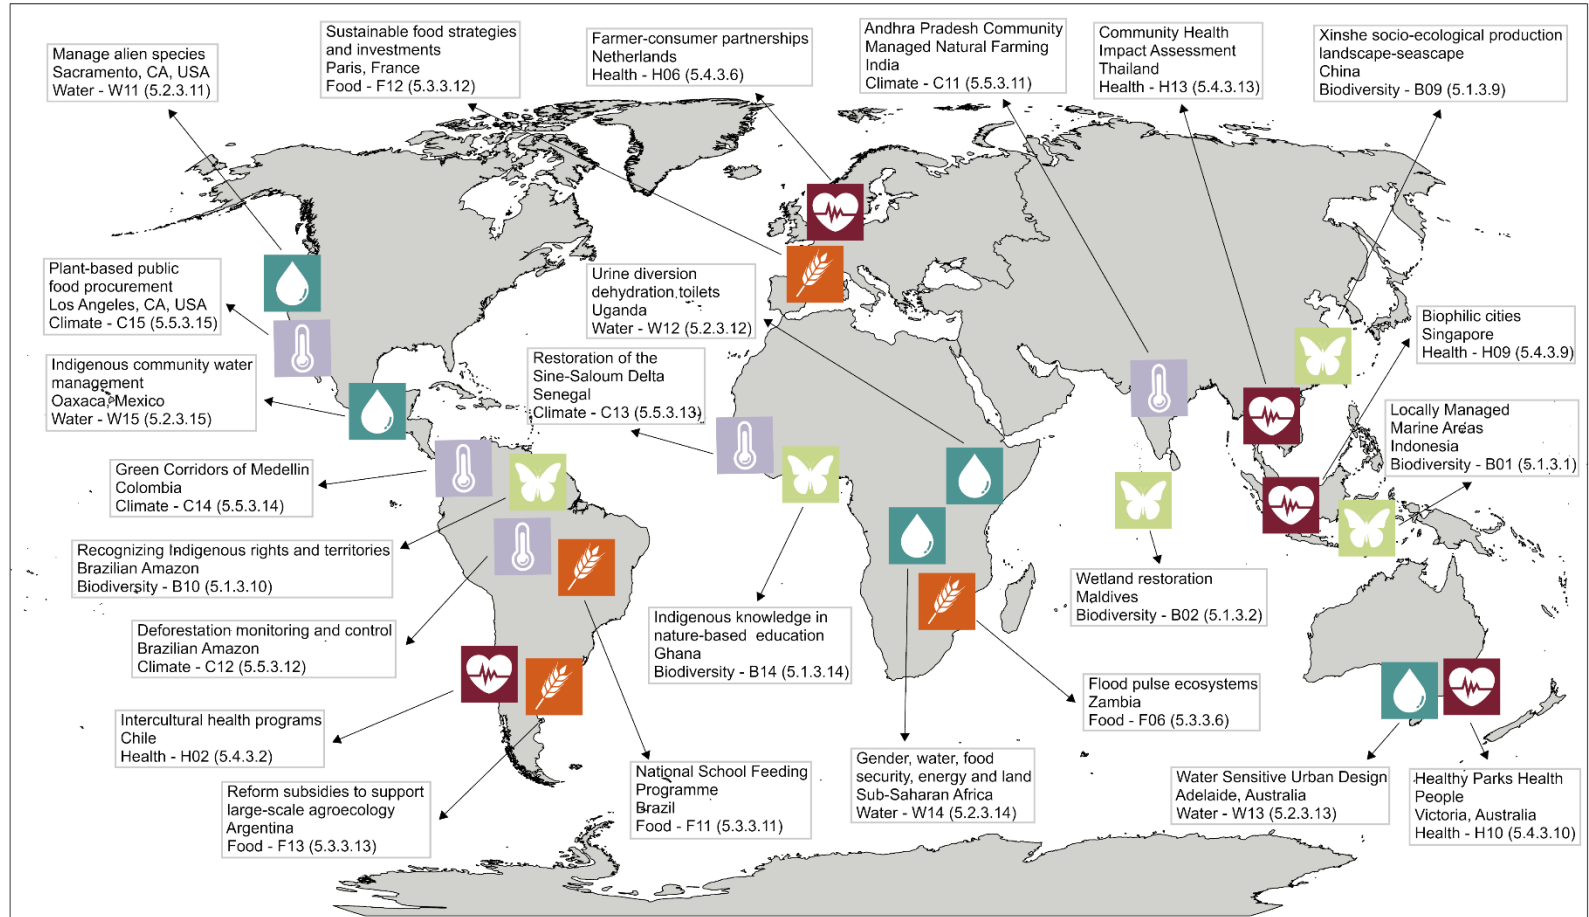 Manage alien species
Sacramento, CA, USA
Water - W11 (5.2.3.11)
Sustainable food strategies
and investments
Paris, France
Food - F12 (5.3.3.12)
Farmer-consumer partnerships
Netherlands
Health - H06 (5.4.3.6)
Andhra Pradesh Community
Managed Natural Farming
India
Climate - C11 (5.5.3.11)
Community Health
Impact Assessment
Thailand
Health - H13 (5.4.3.13)
Xinshe socio-ecological production
landscape-seascape
China
Biodiversity - B09 (5.1.3.9)
Plant-based public
food procurement
Los Angeles, CA, USA
Climate - C15 (5.5.3.15)
Urine diversion
dehydration toilets
Uganda
Water - W12 (5.2.3.12)
Biophilic cities
Singapore
Health - H09 (5.4.3.9)
Indigenous community water
management
Oaxaca, Mexico
Water - W15 (5.2.3.15)
Restoration of the
Sine-Saloum Delta
Senegal
Climate - C13 (5.5.3.13)
Locally Managed
Marine Areas
Indonesia
Biodiversity - B01 (5.1.3.1)
Green Corridors of Medellin
Colombia
Climate - C14 (5.5.3.14)
Recognizing Indigenous rights and territories
Brazilian Amazon
Biodiversity - B10 (5.1.3.10)
Wetland restoration
Maldives
Biodiversity - B02 (5.1.3.2)
Deforestation monitoring and control
Brazilian Amazon
Climate - C12 (5.5.3.12)
Indigenous knowledge in
nature-based education
Ghana
Biodiversity - B14 (5.1.3.14)
Flood pulse ecosystems
Zambia
Food - F06 (5.3.3.6)
Intercultural health programs
Chile
Health - H02 (5.4.3.2)
Reform subsidies to support
large-scale agroecology
Argentina
Food - F13 (5.3.3.13)
National School Feeding
Programme
Brazil
Food - F11 (5.3.3.11)
Gender, water, food
security, energy and land
Sub-Saharan Africa
Water - W14 (5.2.3.14)
Water Sensitive Urban Design
Adelaide, Australia
Water - W13 (5.2.3.13)
Healthy Parks Health
People
Victoria, Australia
Health - H10 (5.4.3.10)